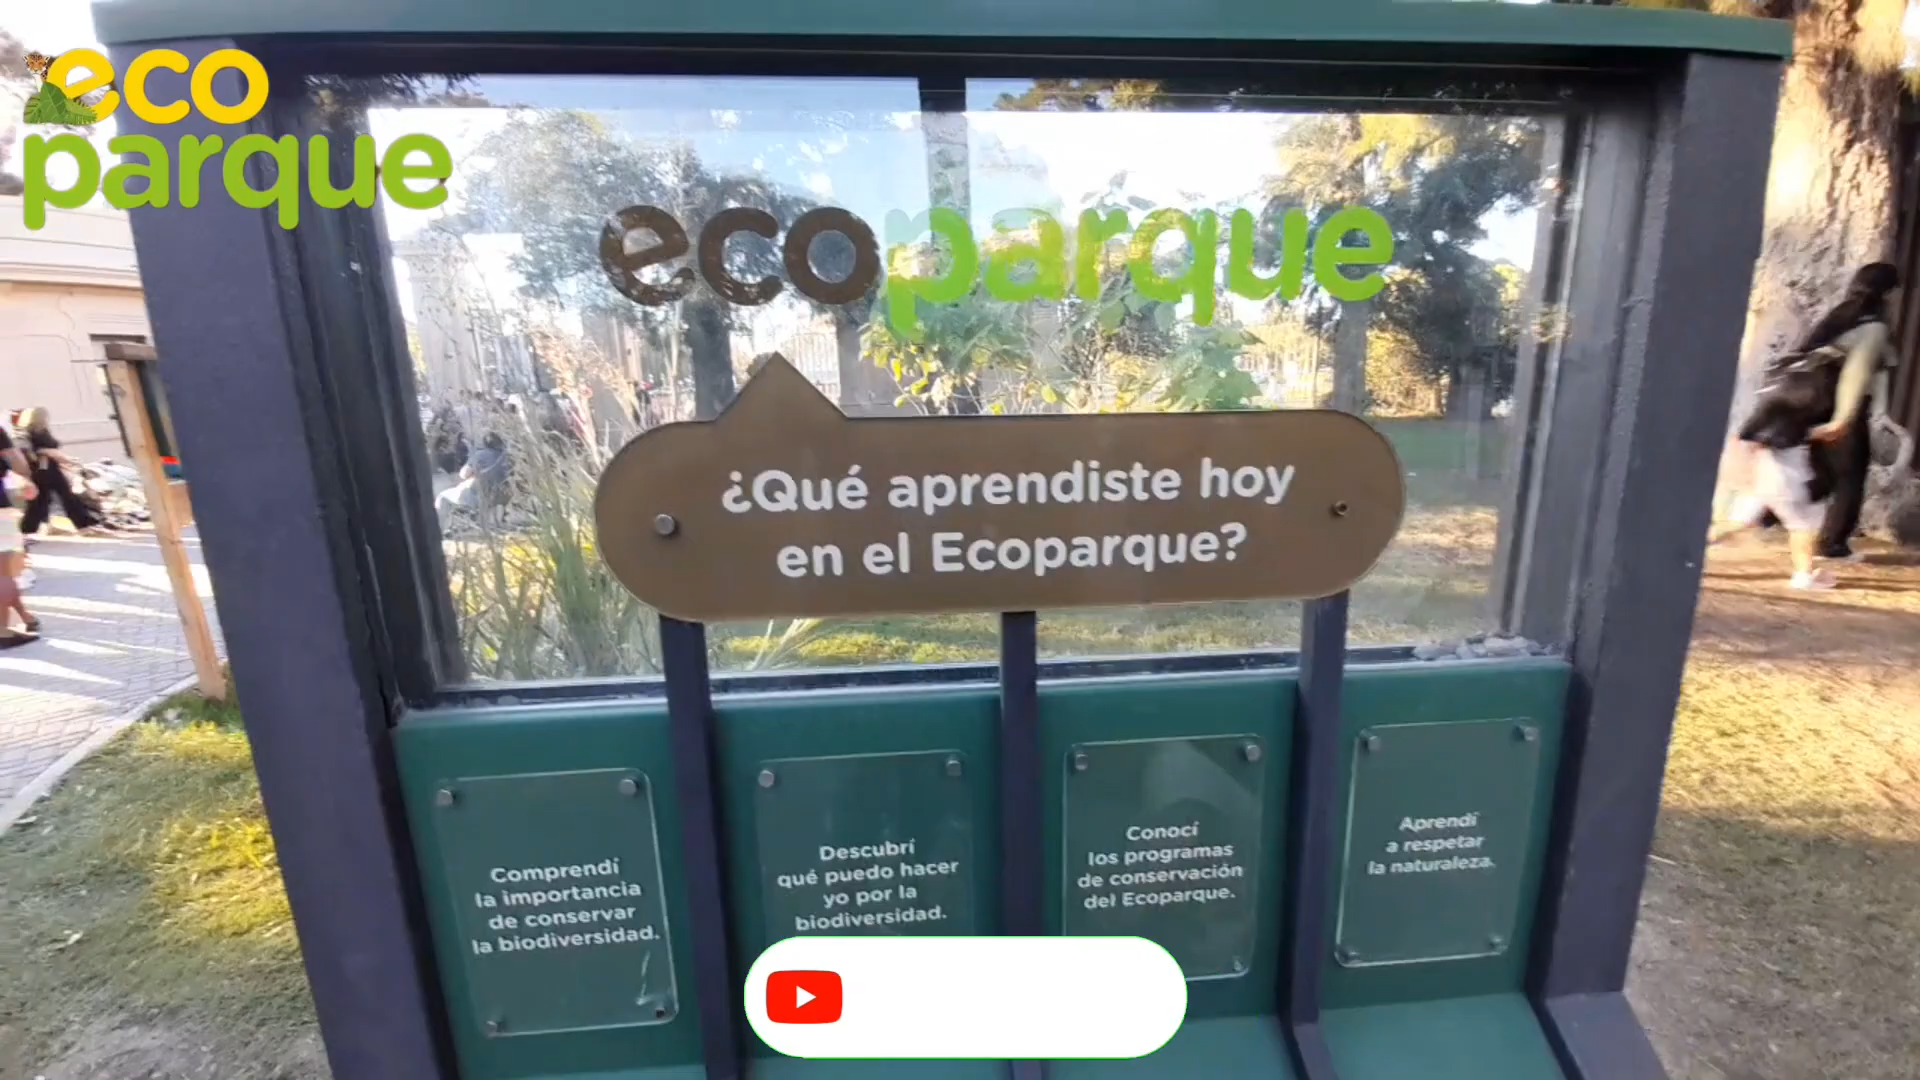 eco
parque
ecoparque
¿Qué aprendiste hoy
en el Ecoparque?
Comprendí
la importancia
de conservar
la biodiversidad.
Descubrí
qué puedo hacer
yo por la
biodiversidad.
Conocí
los programas
de conservación
del Ecoparque.
Aprendí
a respetar
la naturaleza.